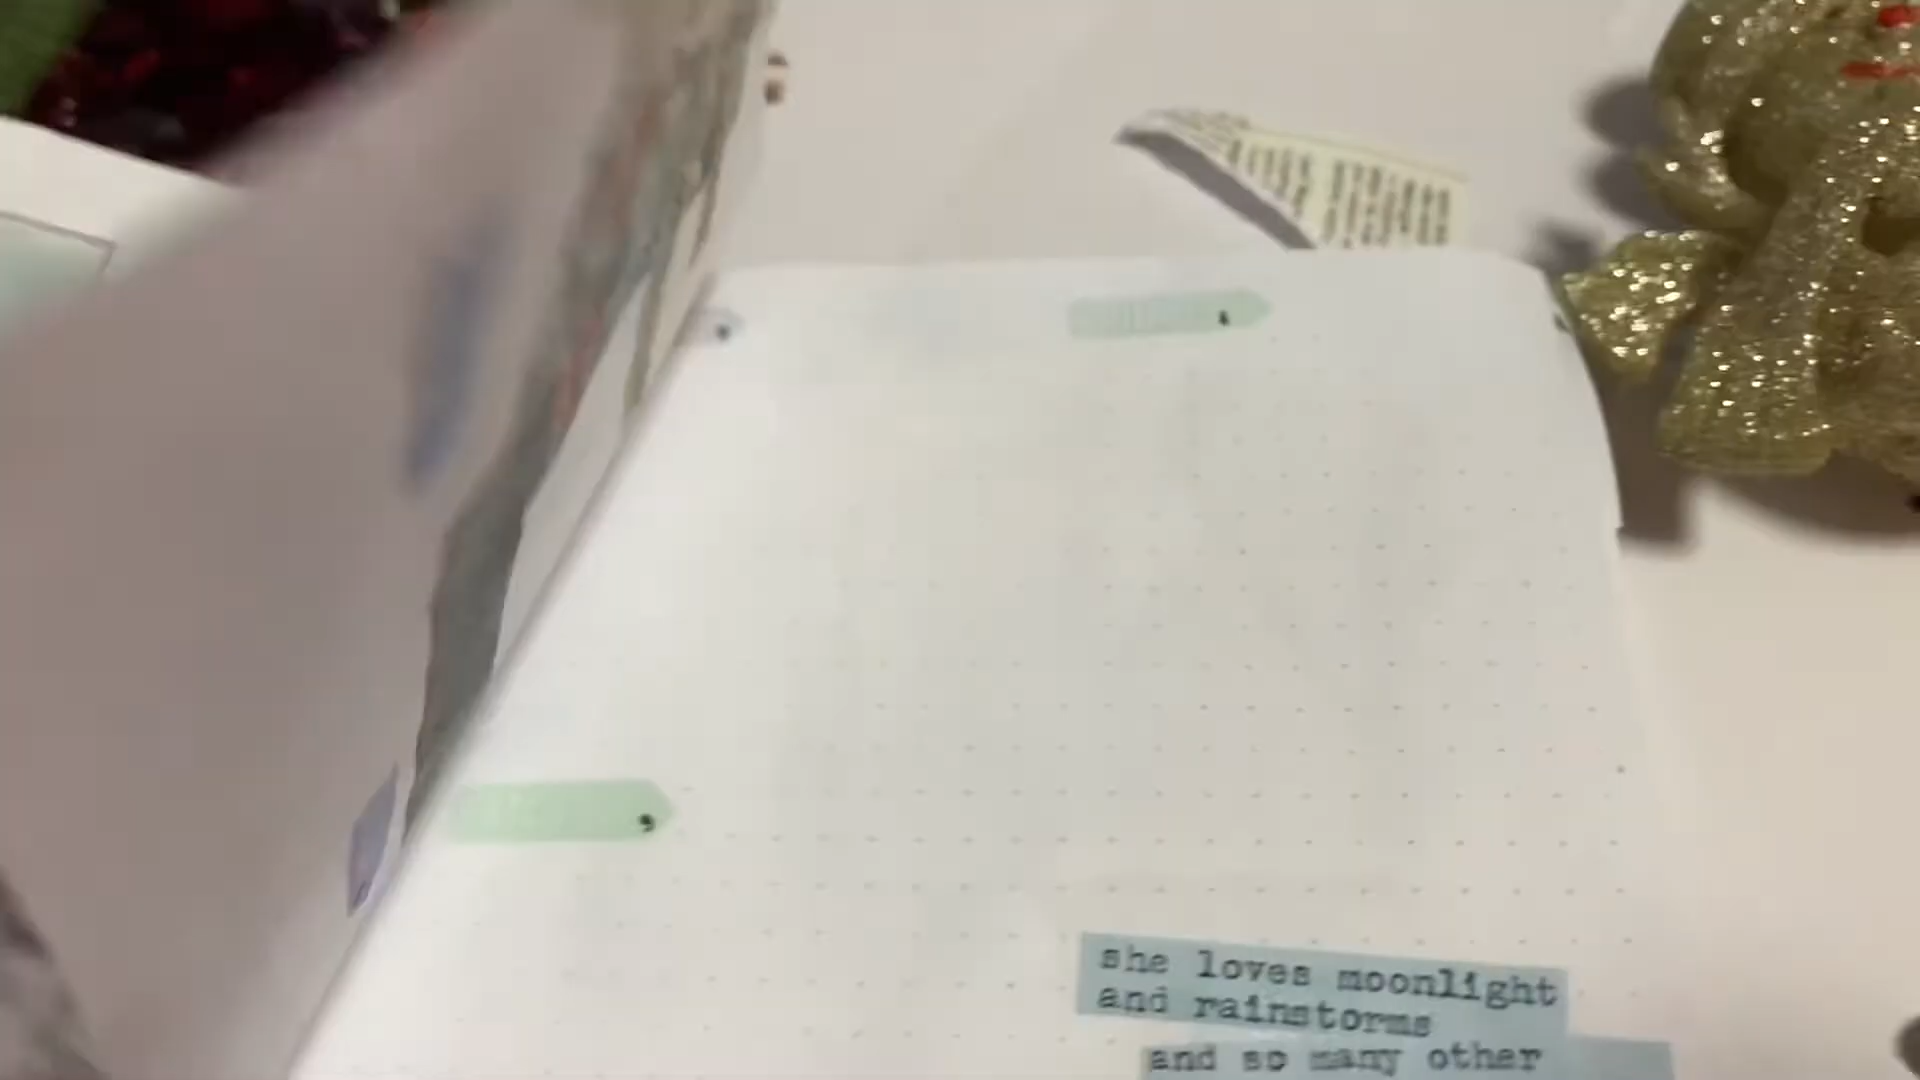 she loves moonlight
and rainstorms
and so many other